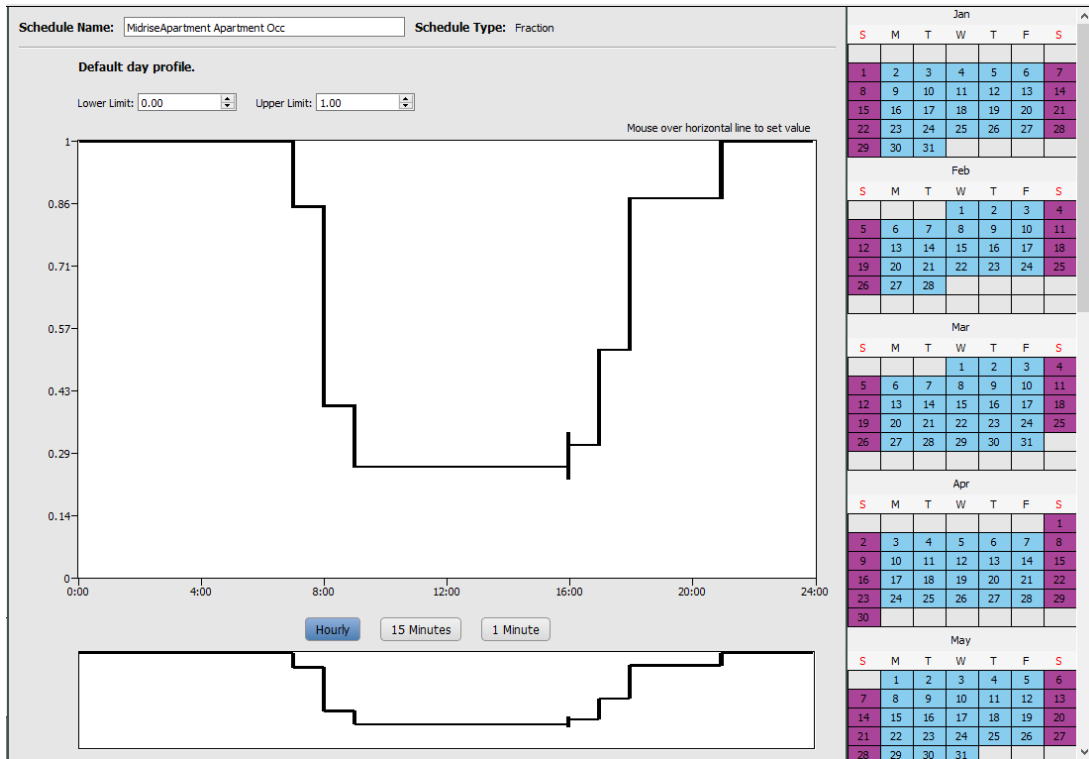 Schedule Name: MidriseApartment Apartment Occ Schedule Type: Fraction
Default day profile.
Lower Limit: 0.00 Upper Limit: 1.00
Mouse over horizontal line to set value
1
0.86
0.71
0.57
0.43
0.29
0.14
0
0:00 4:00 8:00 12:00 16:00 20:00 24:00
Hourly 15 Minutes 1 Minute
Jan
S M T W T F S
1 2 3 4 5 6 7
8 9 10 11 12 13 14
15 16 17 18 19 20 21
22 23 24 25 26 27 28
29 30 31
Feb
S M T W T F S
1 2 3 4
5 6 7 8 9 10 11
12 13 14 15 16 17 18
19 20 21 22 23 24 25
26 27 28
Mar
S M T W T F S
1 2 3 4
5 6 7 8 9 10 11
12 13 14 15 16 17 18
19 20 21 22 23 24 25
26 27 28 29 30 31
Apr
S M T W T F S
1
2 3 4 5 6 7 8
9 10 11 12 13 14 15
16 17 18 19 20 21 22
23 24 25 26 27 28 29
30
May
S M T W T F S
1 2 3 4 5 6
7 8 9 10 11 12 13
14 15 16 17 18 19 20
21 22 23 24 25 26 27
28 29 30 31